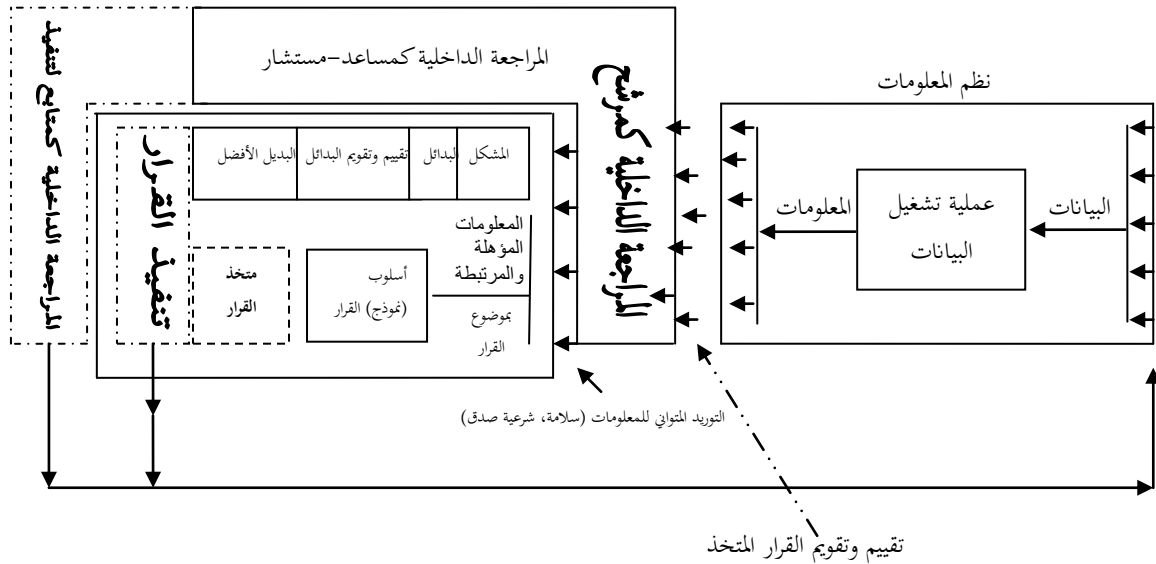 نظم المعلومات
البيانات
عملية تشغيل
البيانات
المعلومات
المراجعة الداخلية كمرشح
المراجعة الداخلية كمساعد-مستشار
المشكل
البدائل
تقييم وتقويم البدائل
البديل الأفضل
المعلومات
المؤهلة
والمرتبطة
بموضوع
القرار
أسلوب
(نموذج) القرار
متخذ
القرار
تنفيذ القرار
المراجعة الداخلية كمتابع لتنفيذ
التوريد المتواني للمعلومات (سلامة، شرعية صدق)
تقييم وتقويم القرار المتخذ